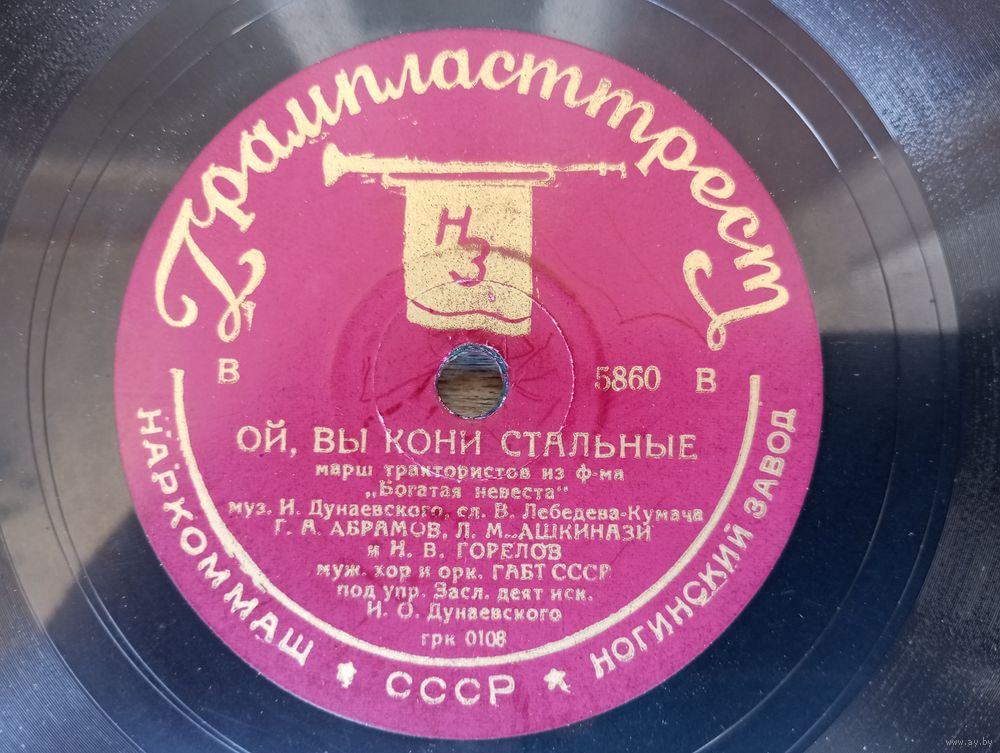 Грампласттрест
НЗ
В 5860 В
ОЙ, ВЫ КОНИ СТАЛЬНЫЕ
марш трактористов из ф-ма
„Богатая невеста"
муз. И. Дунаевского, сл. В. Лебедева-Кумача
Г. А. АБРАМОВ, Л. М. АШКИНАЗИ
и Н. В. ГОРЕЛОВ
муж. хор и орк. ГАБТ СССР
под упр. Засл. деят иск.
И. О. Дунаевского
грк 0108
НАРКОММАШ ★ СССР ★ НОГИНСКИЙ ЗАВОД
www.ay.by